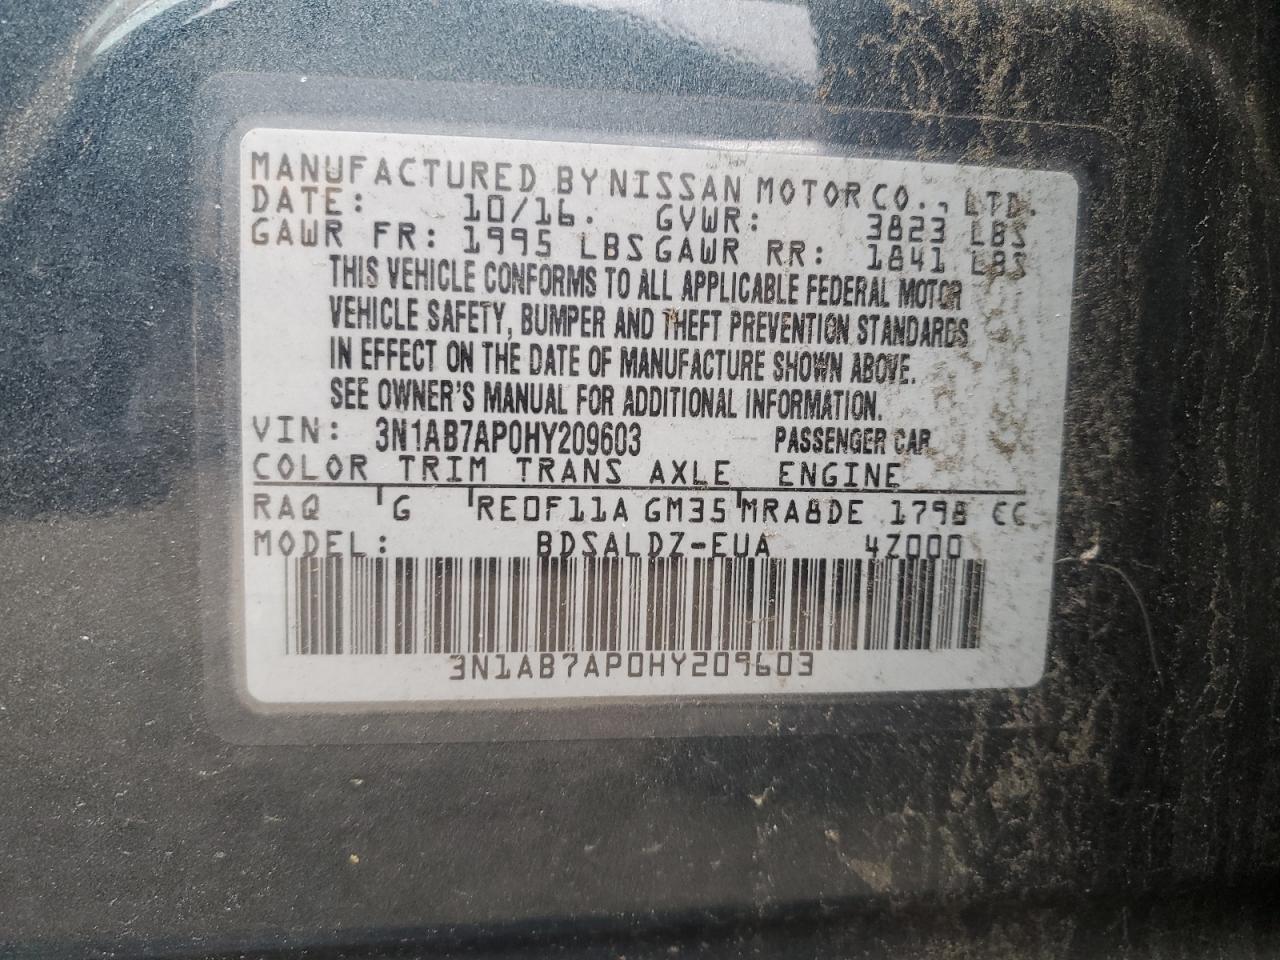 MANUFACTURED BY NISSAN MOTOR CO., LTD.
DATE: 10/16. GVWR: 3823 LBS
GAWR FR: 1995 LBS GAWR RR: 1841 LBS
THIS VEHICLE CONFORMS TO ALL APPLICABLE FEDERAL MOTOR
VEHICLE SAFETY, BUMPER AND THEFT PREVENTION STANDARDS
IN EFFECT ON THE DATE OF MANUFACTURE SHOWN ABOVE.
SEE OWNER'S MANUAL FOR ADDITIONAL INFORMATION.
VIN: 3N1AB7AP0HY209603 PASSENGER CAR
COLOR TRIM TRANS AXLE ENGINE
RAQ G RE0F11A GM35 MRA8DE 1798 CC
MODEL: BDSALDZ-EUA 4Z000
3N1AB7AP0HY209603